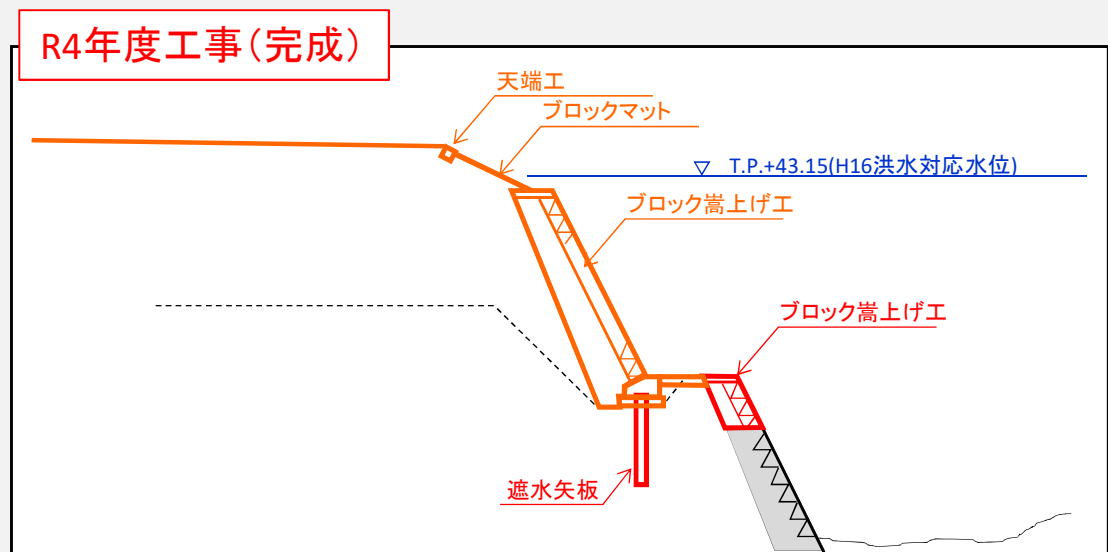 R4年度工事(完成)
天端工
ブロックマット
T.P.+43.15(H16洪水対応水位)
ブロック嵩上げ工
ブロック嵩上げ工
遮水矢板